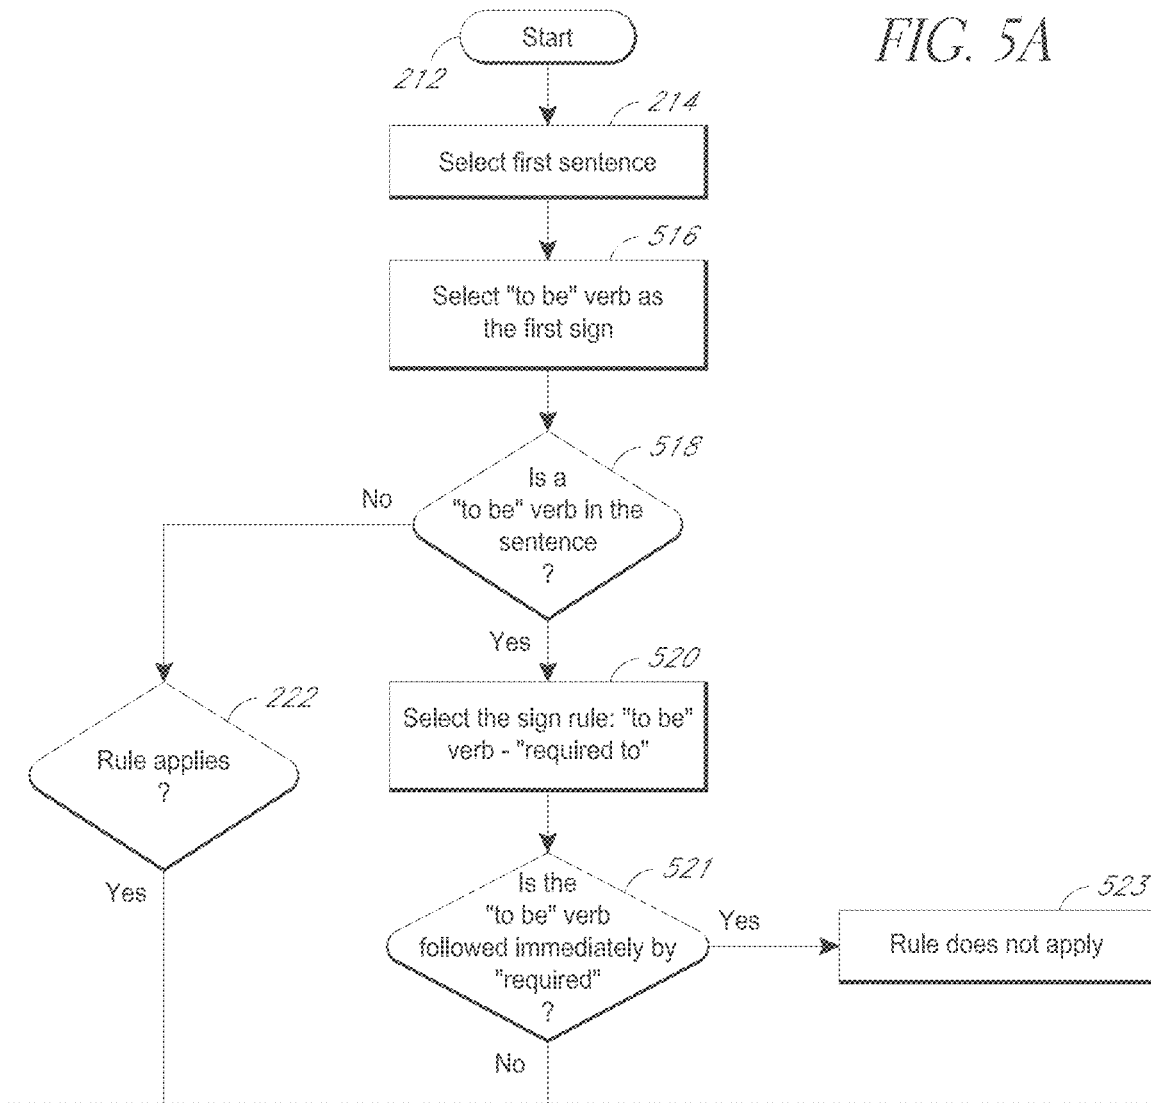 FIG. 5A
Start
212
214
Select first sentence
516
Select "to be" verb as
the first sign
518
Is a
"to be" verb in the
sentence
?
No
Yes
520
Select the sign rule: "to be"
verb - "required to"
222
Rule applies
?
Yes
521
Is the
"to be" verb
followed immediately by
"required"
?
Yes
523
Rule does not apply
No